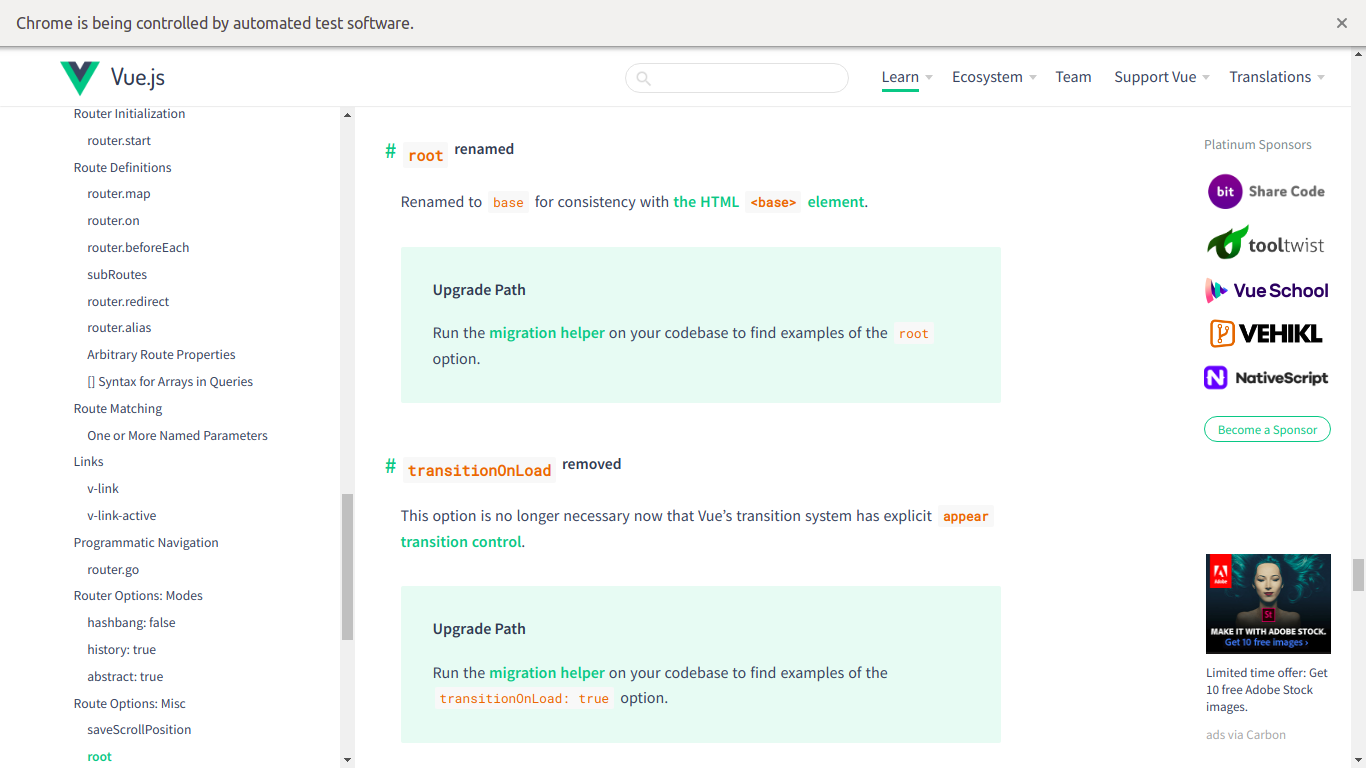 Chrome is being controlled by automated test software.
Vue.js
Learn
Ecosystem
Team
Support Vue
Translations
Router Initialization
router.start
Route Definitions
router.map
router.on
router.beforeEach
subRoutes
router.redirect
router.alias
Arbitrary Route Properties
[] Syntax for Arrays in Queries
Route Matching
One or More Named Parameters
Links
v-link
v-link-active
Programmatic Navigation
router.go
Router Options: Modes
hashbang: false
history: true
abstract: true
Route Options: Misc
saveScrollPosition
root
# root renamed
Renamed to base for consistency with the HTML <base> element.
Upgrade Path
Run the migration helper on your codebase to find examples of the root
option.
# transitionOnLoad removed
This option is no longer necessary now that Vue’s transition system has explicit appear
transition control.
Upgrade Path
Run the migration helper on your codebase to find examples of the
transitionOnLoad: true option.
Platinum Sponsors
bit Share Code
tooltwist
Vue School
VEHIKL
N NativeScript
Become a Sponsor
Adobe
St
MAKE IT WITH ADOBE STOCK.
Get 10 free images ›
Limited time offer: Get
10 free Adobe Stock
images.
ads via Carbon